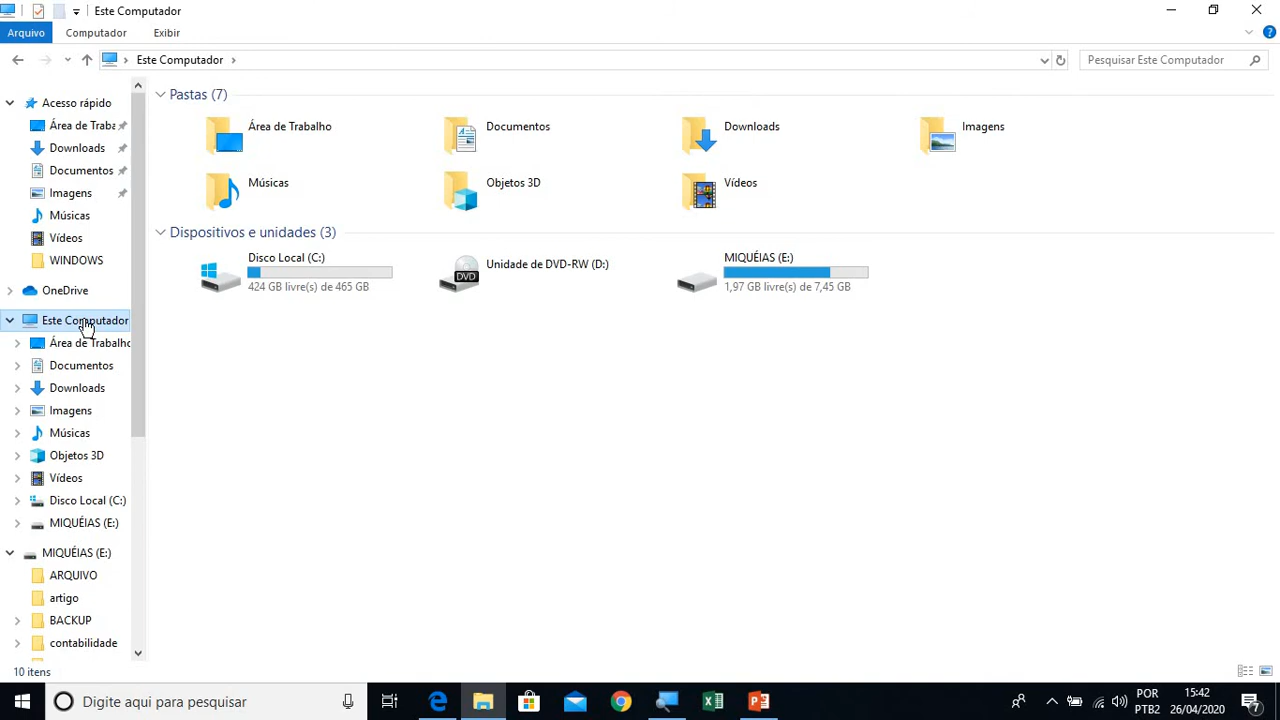 Este Computador
Arquivo
Computador
Exibir
Este Computador
Pesquisar Este Computador
Acesso rápido
Área de Traba
Downloads
Documentos
Imagens
Músicas
Vídeos
WINDOWS
OneDrive
Este Computador
Área de Trabalho
Documentos
Downloads
Imagens
Músicas
Objetos 3D
Vídeos
Disco Local (C:)
MIQUÉIAS (E:)
MIQUÉIAS (E:)
ARQUIVO
artigo
BACKUP
contabilidade
Pastas (7)
Área de Trabalho
Documentos
Downloads
Imagens
Músicas
Objetos 3D
Vídeos
Dispositivos e unidades (3)
Disco Local (C:)
424 GB livre(s) de 465 GB
DVD
Unidade de DVD-RW (D:)
MIQUÉIAS (E:)
1,97 GB livre(s) de 7,45 GB
10 itens
Digite aqui para pesquisar
POR
PTB2
15:42
26/04/2020
7